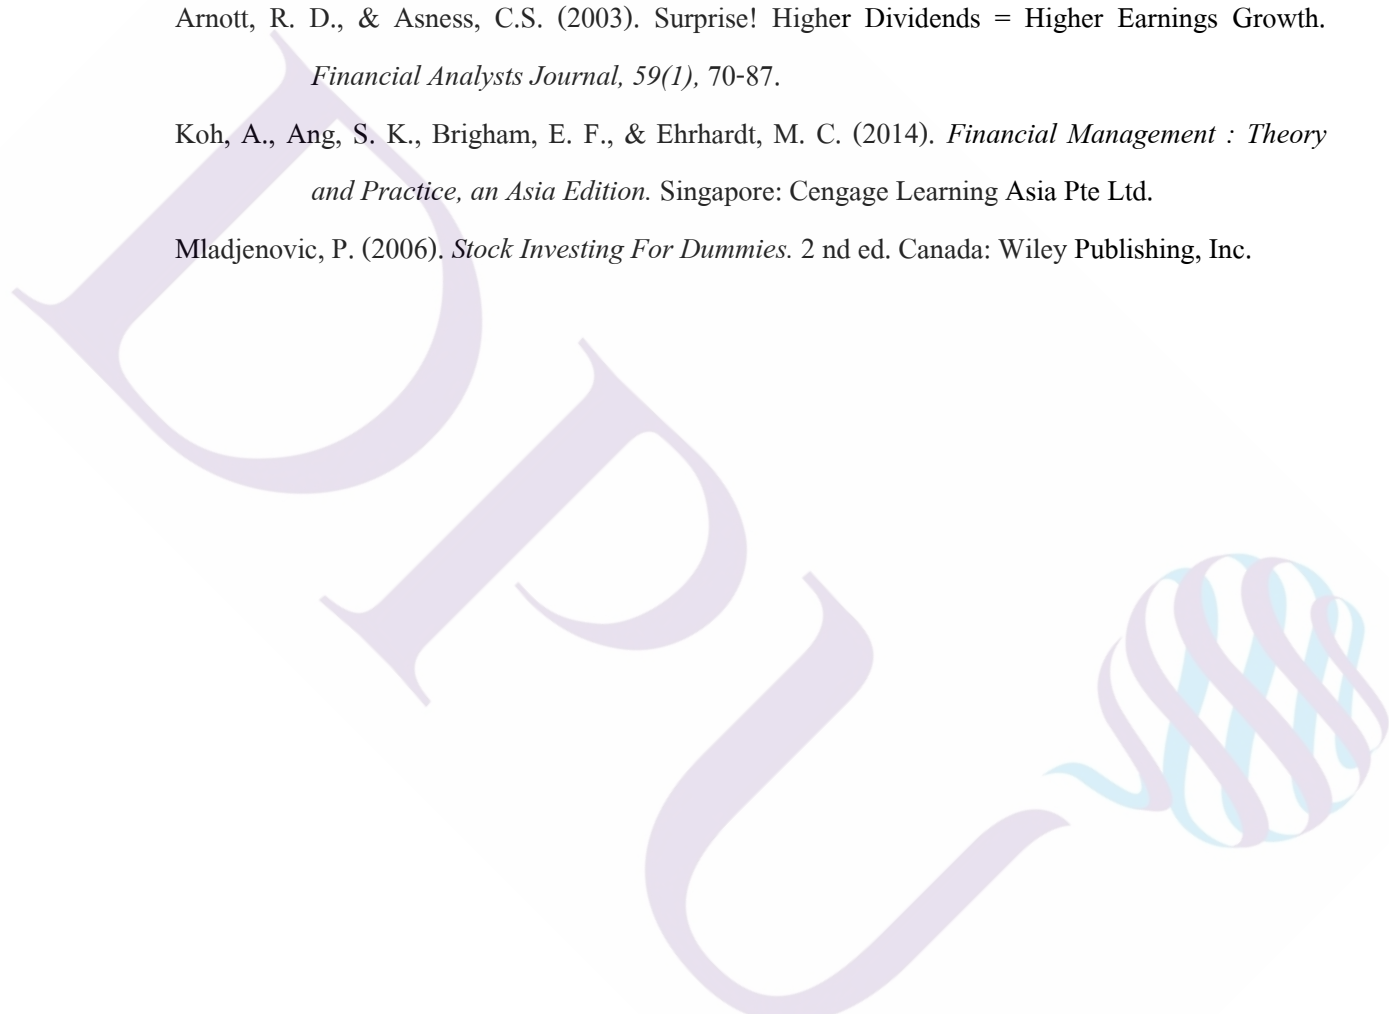 Arnott, R. D., & Asness, C.S. (2003). Surprise! Higher Dividends = Higher Earnings Growth.
Financial Analysts Journal, 59(1), 70-87.
Koh, A., Ang, S. K., Brigham, E. F., & Ehrhardt, M. C. (2014). Financial Management : Theory
and Practice, an Asia Edition. Singapore: Cengage Learning Asia Pte Ltd.
Mladjenovic, P. (2006). Stock Investing For Dummies. 2 nd ed. Canada: Wiley Publishing, Inc.
DPU